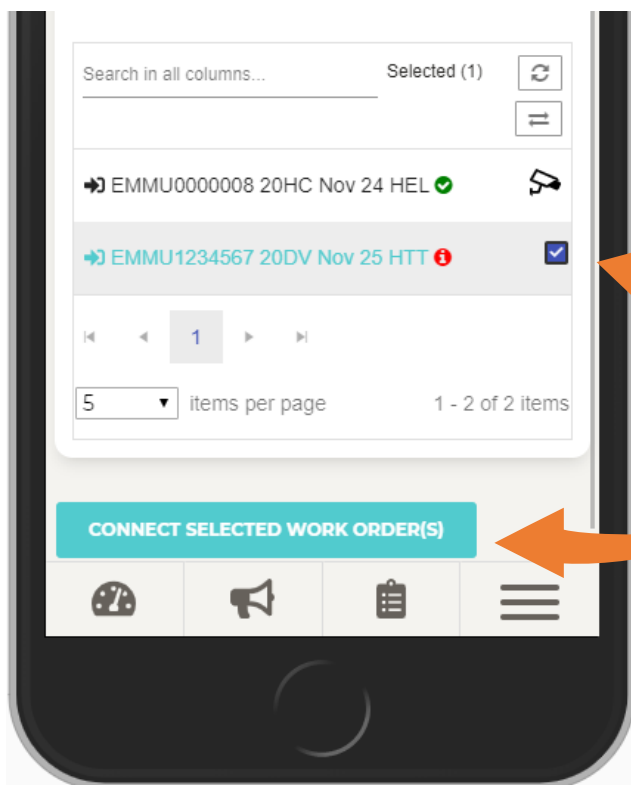 Search in all columns... Selected (1)
EMMU0000008 20HC Nov 24 HEL
EMMU1234567 20DV Nov 25 HTT
1
5 items per page 1 - 2 of 2 items
CONNECT SELECTED WORK ORDER(S)